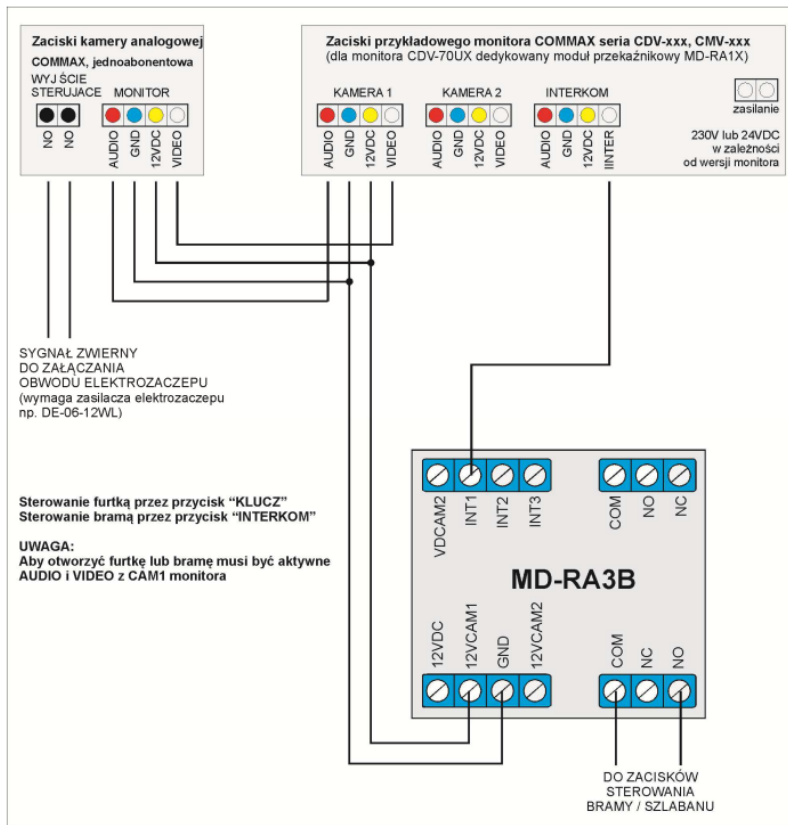 Zaciski kamery analogowej
COMMAX, jednoabonentowa
WYJŚCIE
STERUJACE
MONITOR
NO
NO
AUDIO
GND
12VDC
VIDEO
Zaciski przykładowego monitora COMMAX seria CDV-xxx, CMV-xxx
(dla monitora CDV-70UX dedykowany moduł przekaźnikowy MD-RA1X)
KAMERA 1
AUDIO
GND
12VDC
VIDEO
KAMERA 2
AUDIO
GND
12VDC
VIDEO
INTERKOM
AUDIO
GND
12VDC
IINTER
zasilanie
230V lub 24VDC
w zależności
od wersji monitora
SYGNAŁ ZWIERNY
DO ZAŁĄCZANIA
OBWODU ELEKTROZACZEPU
(wymaga zasilacza elektrozaczepu
np. DE-06-12WL)
Sterowanie furtką przez przycisk “KLUCZ”
Sterowanie bramą przez przycisk “INTERKOM”
UWAGA:
Aby otworzyć furtkę lub bramę musi być aktywne
AUDIO i VIDEO z CAM1 monitora
VDCAM2
INT1
INT2
INT3
COM
NO
NC
MD-RA3B
12VDC
12VCAM1
GND
12VCAM2
COM
NC
NO
DO ZACISKÓW
STEROWANIA
BRAMY / SZLABANU